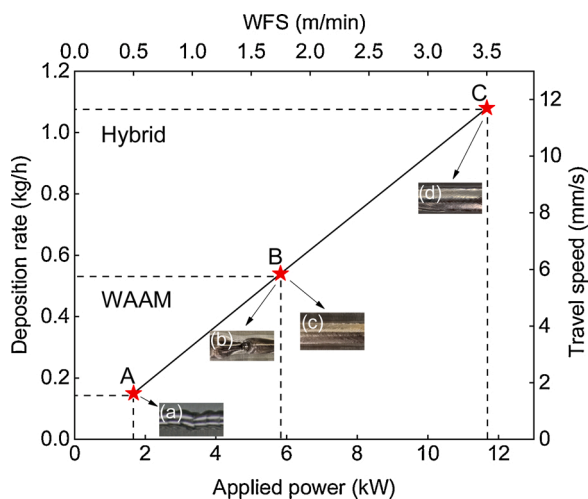 WFS (m/min)
0.0 0.5 1.0 1.5 2.0 2.5 3.0 3.5
1.2
1.0
0.8
0.6
0.4
0.2
0.0
Deposition rate (kg/h)
Hybrid
WAAM
A
B
C
(a)
(b)
(c)
(d)
12
10
8
6
4
2
0
Travel speed (mm/s)
0 2 4 6 8 10 12
Applied power (kW)